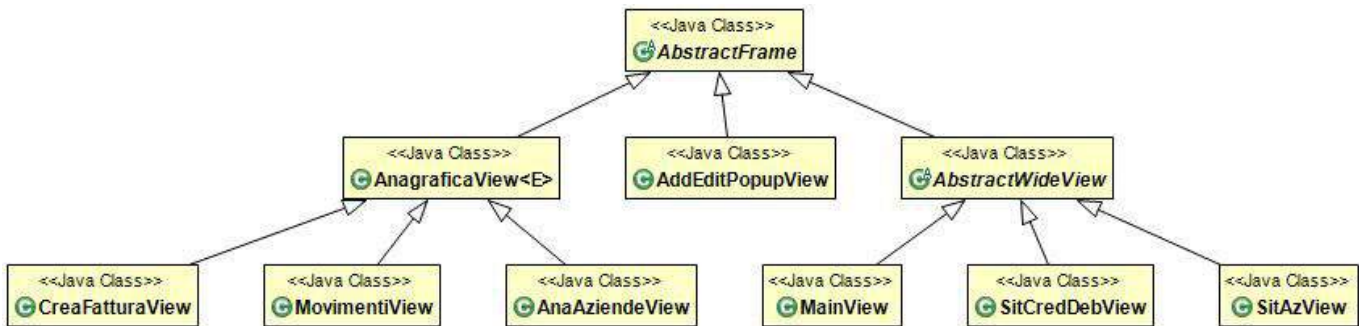 <<Java Class>>
AbstractFrame
<<Java Class>>
AnagraficaView<E>
<<Java Class>>
AddEditPopupView
<<Java Class>>
AbstractWideView
<<Java Class>>
CreaFatturaView
<<Java Class>>
MovimentiView
<<Java Class>>
AnaAziendeView
<<Java Class>>
MainView
<<Java Class>>
SitCredDebView
<<Java Class>>
SitAzView